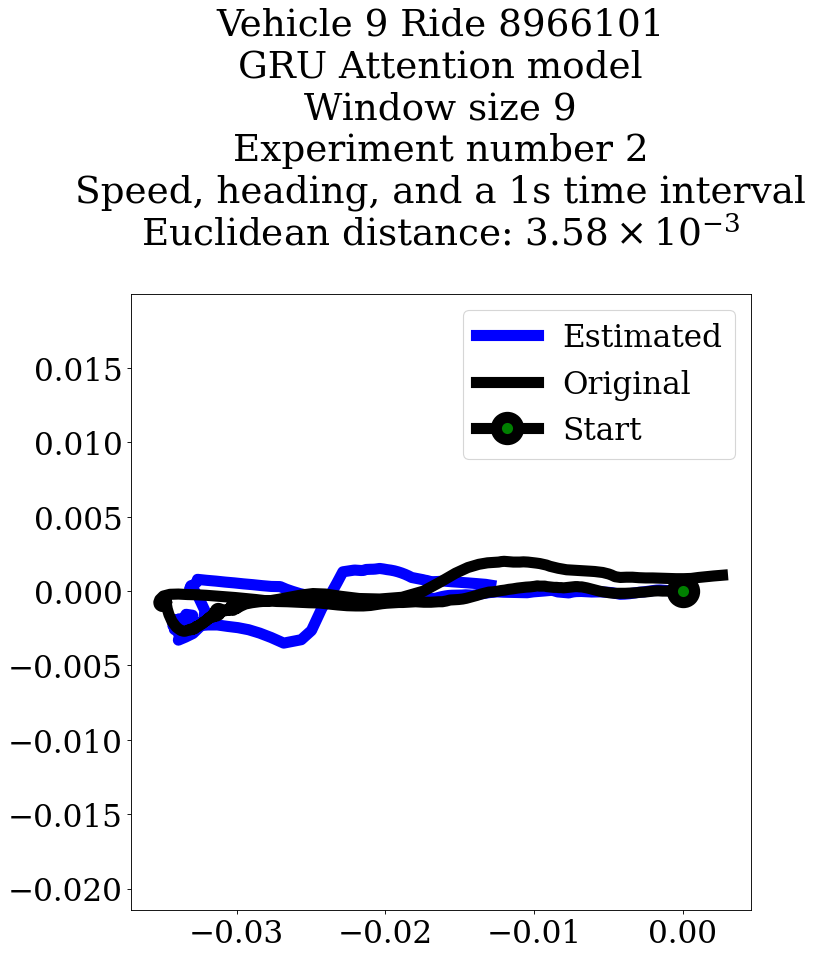 Vehicle 9 Ride 8966101
GRU Attention model
Window size 9
Experiment number 2
Speed, heading, and a 1s time interval
Euclidean distance: 3.58 × 10⁻³
Estimated
Original
Start
0.015
0.010
0.005
0.000
−0.005
−0.010
−0.015
−0.020
−0.03 −0.02 −0.01 0.00